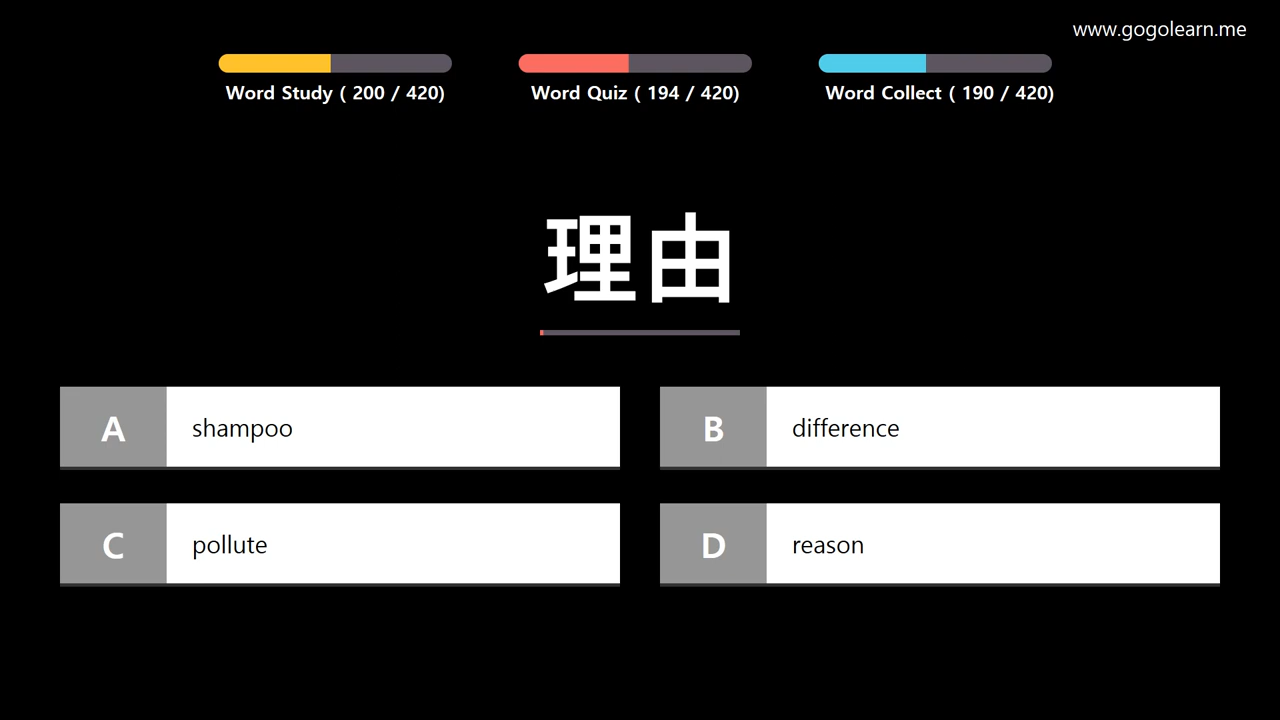 www.gogolearn.me
Word Study ( 200 / 420)
Word Quiz ( 194 / 420)
Word Collect ( 190 / 420)
理由
A shampoo
B difference
C pollute
D reason